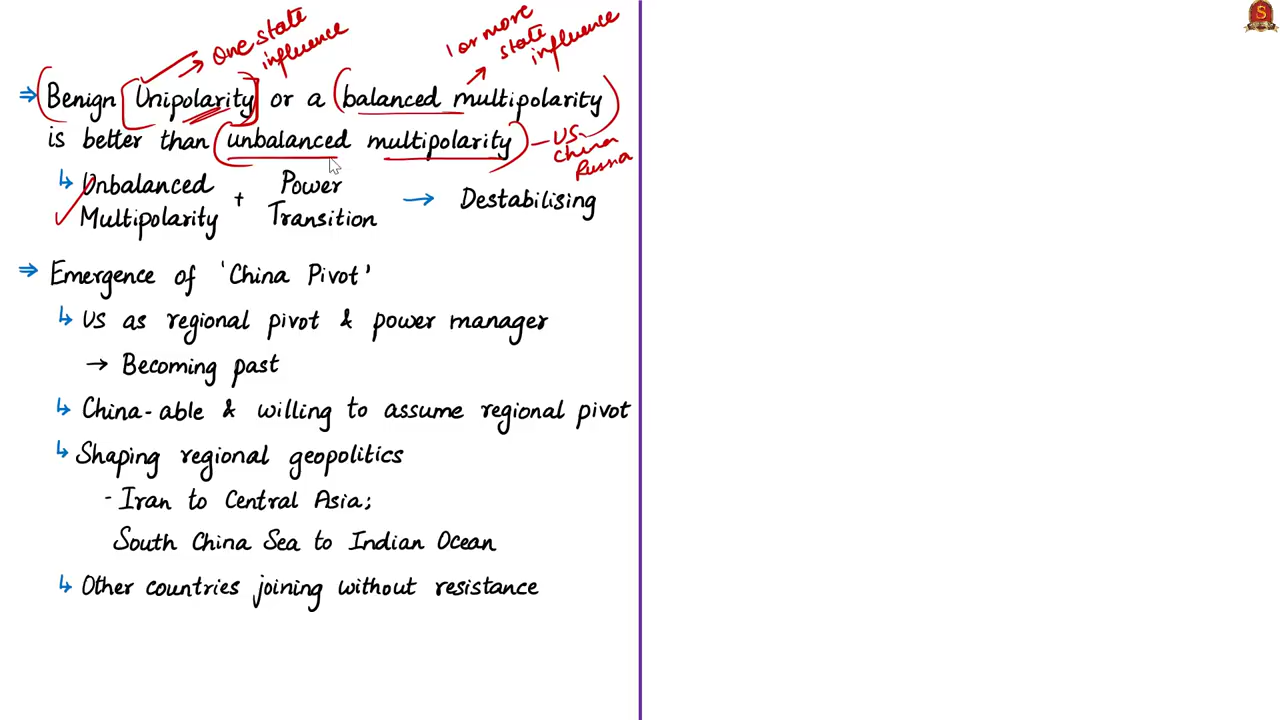 one state
influence
1 or more
state
influence
⇒ Benign Unipolarity or a balanced multipolarity
is better than unbalanced multipolarity
– US
China
Russia
↳ Unbalanced Multipolarity + Power Transition → Destabilising
⇒ Emergence of 'China Pivot'
↳ US as regional pivot & power manager
→ Becoming past
↳ China-able & willing to assume regional pivot
↳ Shaping regional geopolitics
- Iran to Central Asia;
South China Sea to Indian Ocean
↳ Other countries joining without resistance
S